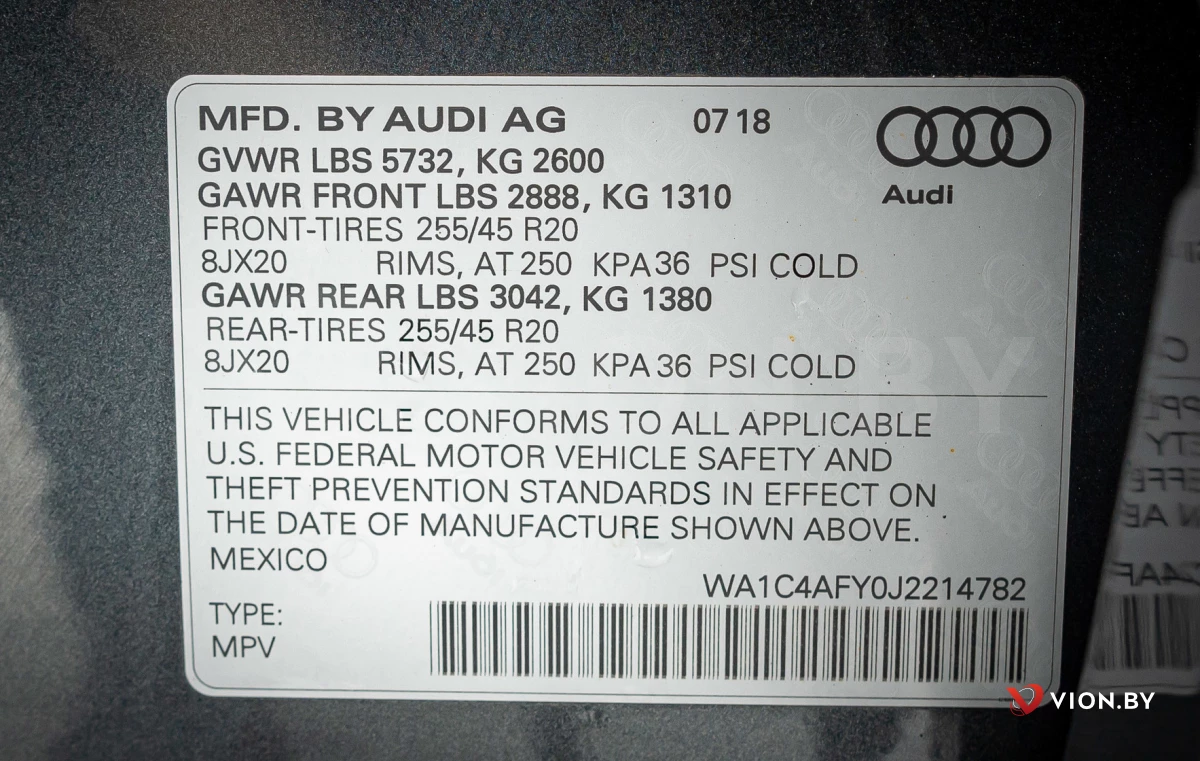 MFD. BY AUDI AG 07 18
Audi
GVWR LBS 5732, KG 2600
GAWR FRONT LBS 2888, KG 1310
FRONT-TIRES 255/45 R20
8JX20 RIMS, AT 250 KPA 36 PSI COLD
GAWR REAR LBS 3042, KG 1380
REAR-TIRES 255/45 R20
8JX20 RIMS, AT 250 KPA 36 PSI COLD
THIS VEHICLE CONFORMS TO ALL APPLICABLE
U.S. FEDERAL MOTOR VEHICLE SAFETY AND
THEFT PREVENTION STANDARDS IN EFFECT ON
THE DATE OF MANUFACTURE SHOWN ABOVE.
MEXICO
WA1C4AFY0J2214782
TYPE:
MPV
VION.BY